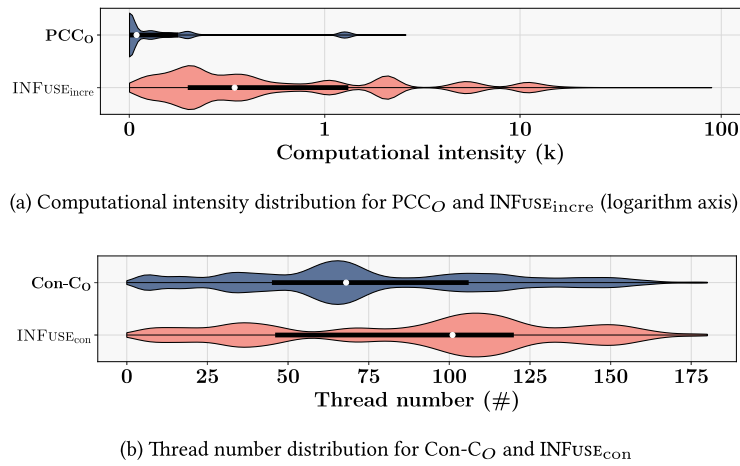 PCC_O
INFUSE_incre
0 1 10 100
Computational intensity (k)
(a) Computational intensity distribution for PCC_O and INFUSE_incre (logarithm axis)
Con-C_O
INFUSE_con
0 25 50 75 100 125 150 175
Thread number (#)
(b) Thread number distribution for Con-C_O and INFUSE_con